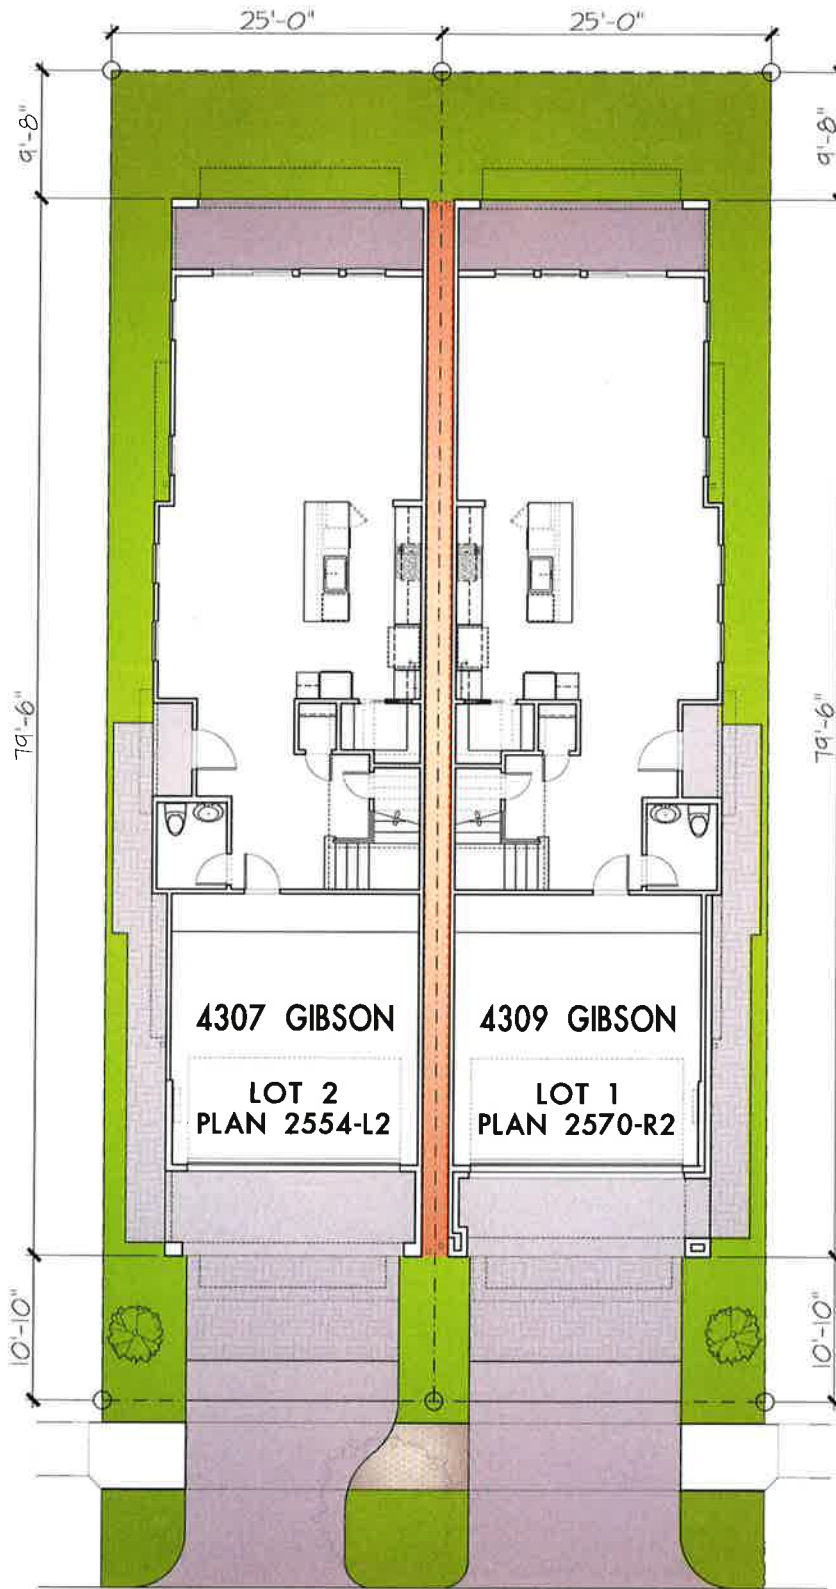 25'-0" 25'-0"
9'-8" 9'-8"
79'-6" 79'-6"
4307 GIBSON
LOT 2
PLAN 2554-L2
4309 GIBSON
LOT 1
PLAN 2570-R2
10'-10" 10'-10"